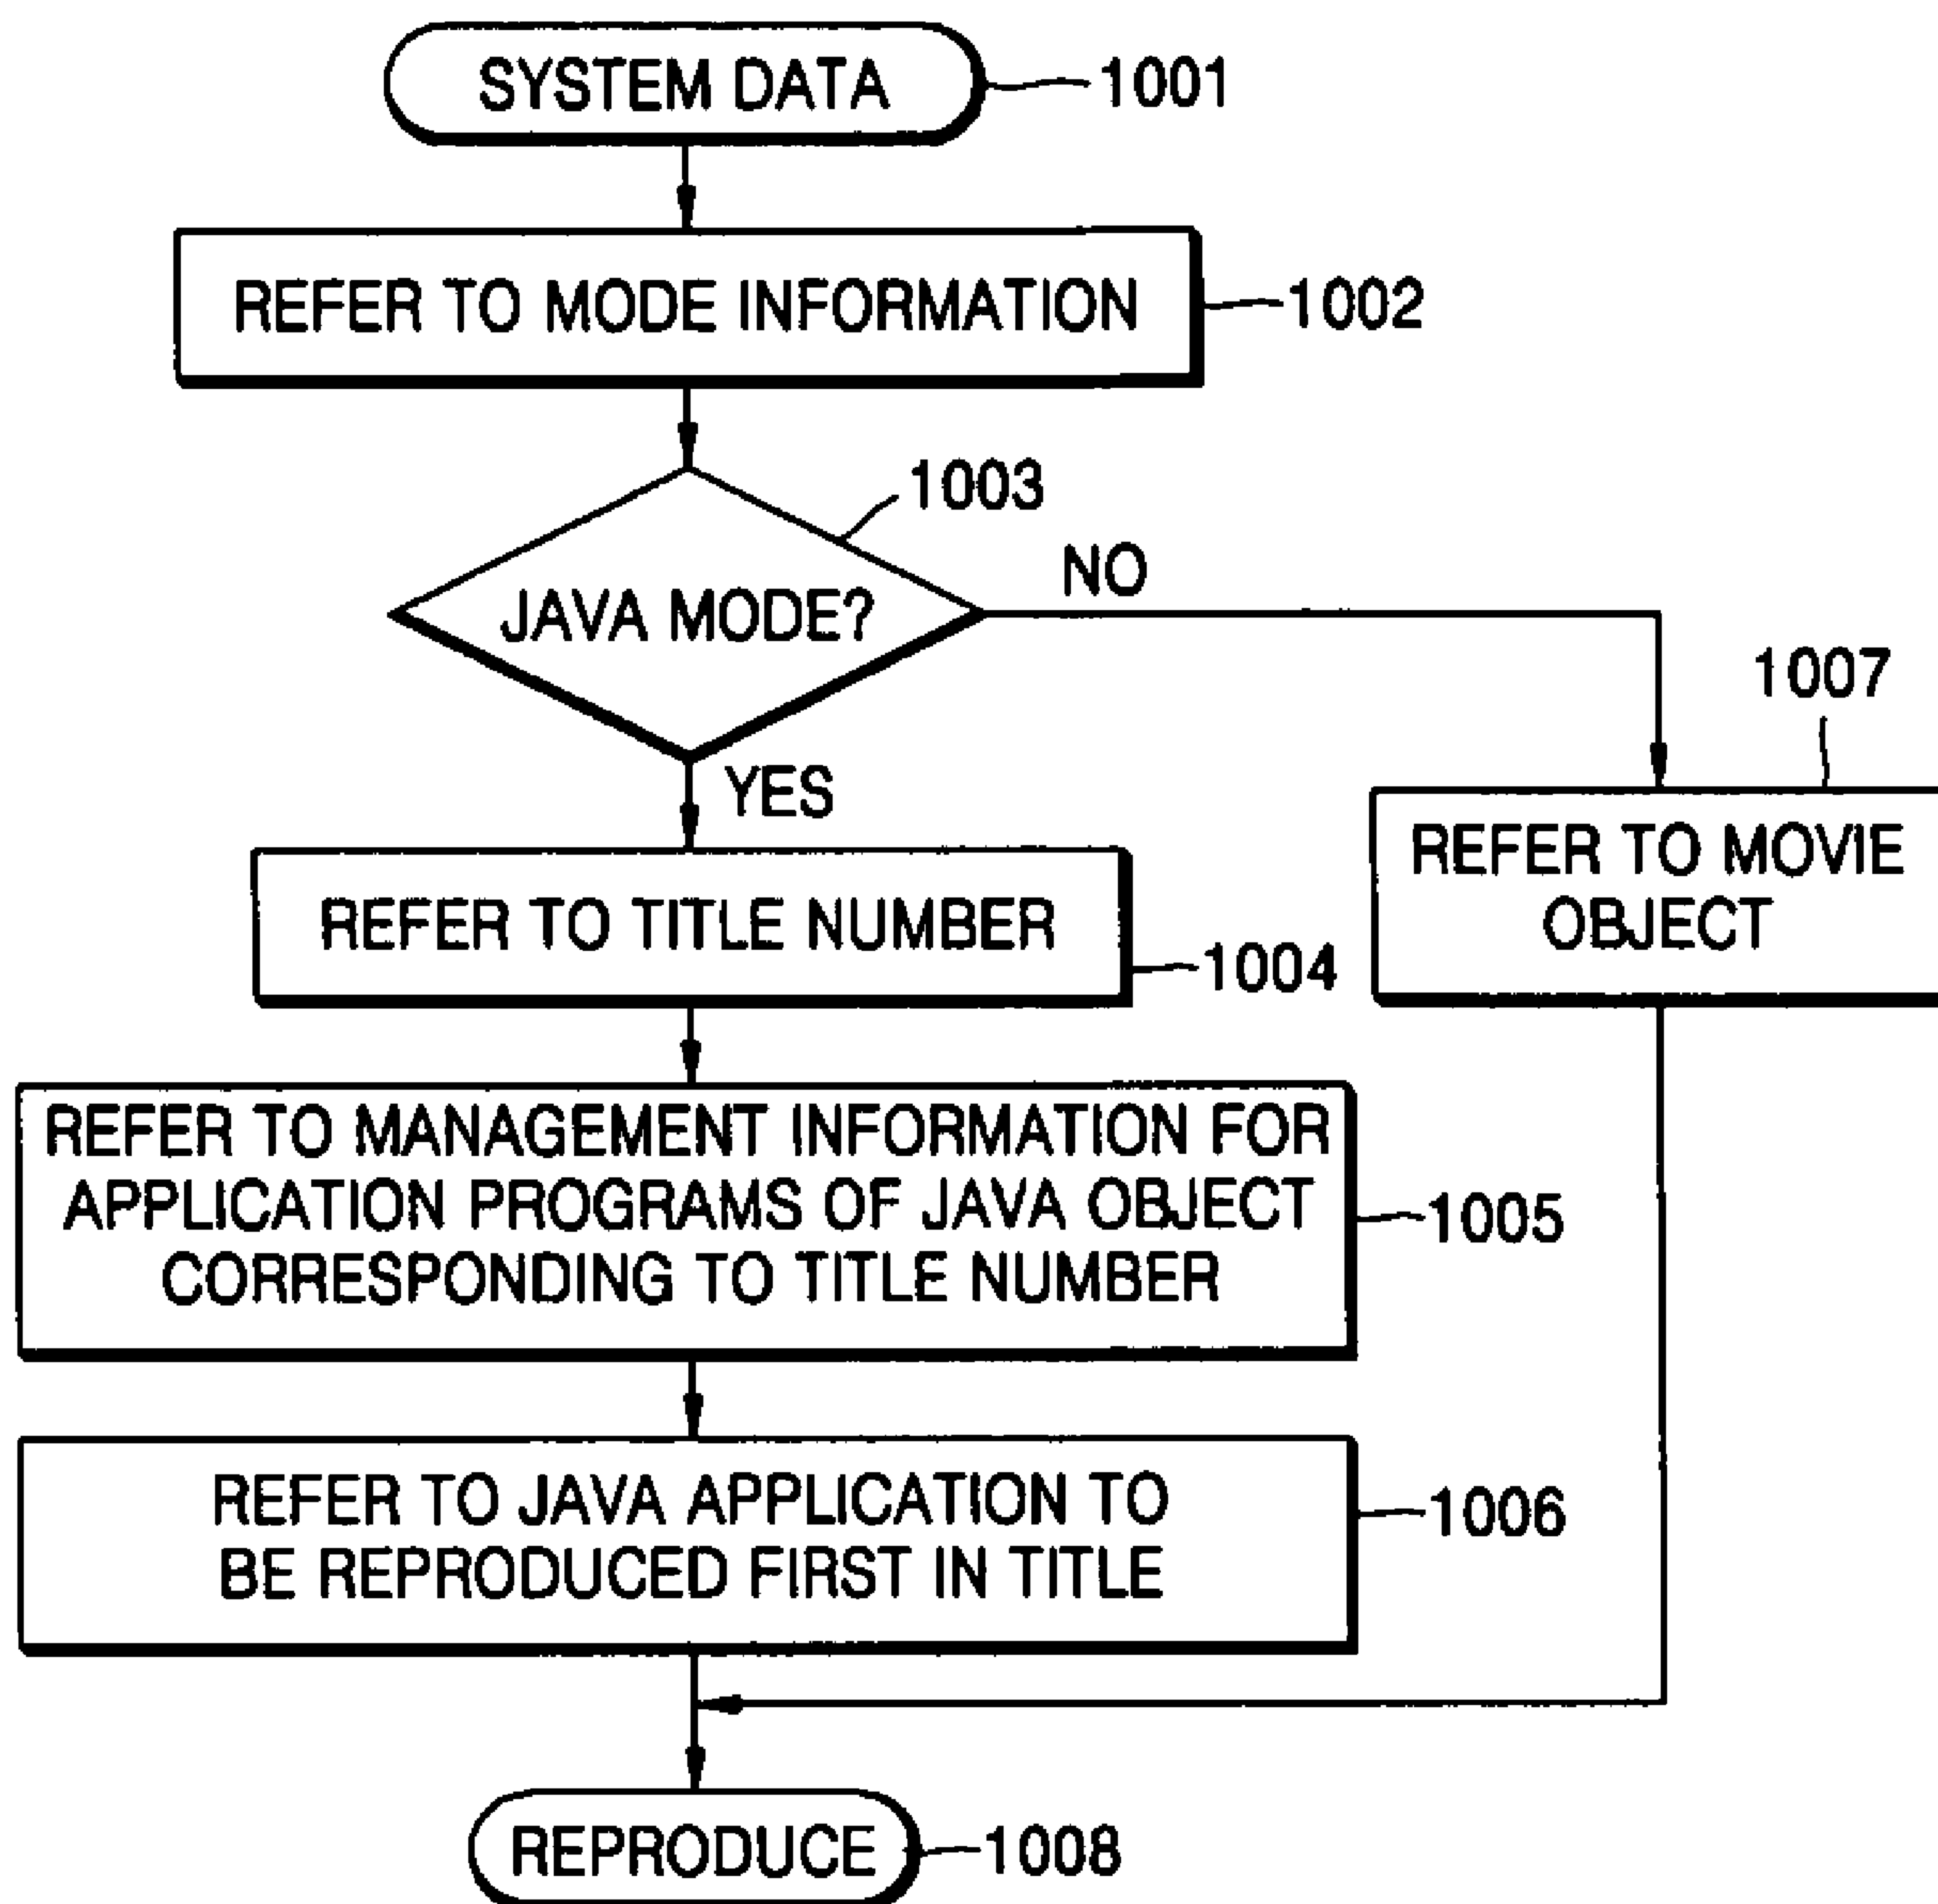 SYSTEM DATA
1001
REFER TO MODE INFORMATION
1002
1003
JAVA MODE?
NO
YES
1007
REFER TO MOVIE
OBJECT
REFER TO TITLE NUMBER
1004
REFER TO MANAGEMENT INFORMATION FOR
APPLICATION PROGRAMS OF JAVA OBJECT
CORRESPONDING TO TITLE NUMBER
1005
REFER TO JAVA APPLICATION TO
BE REPRODUCED FIRST IN TITLE
1006
REPRODUCE
1008